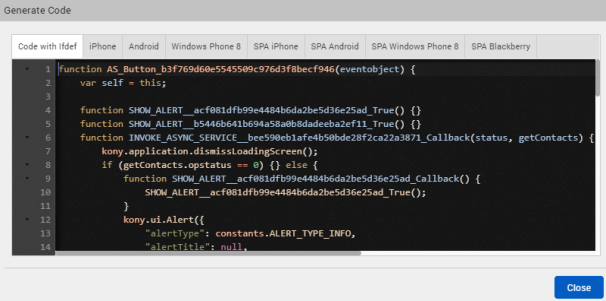 Generate Code
Code with Ifdef iPhone Android Windows Phone 8 SPA iPhone SPA Android SPA Windows Phone 8 SPA Blackberry
1 function AS_Button_b3f769d60e5545509c976d3f8becf946(eventobject) {
2 var self = this;
3
4 function SHOW_ALERT__acf081dfb99e4484b6da2be5d36e25ad_True() {}
5 function SHOW_ALERT__b5446b641b694a58a0b8dadeeba2ef11_True() {}
6 function INVOKE_ASYNC_SERVICE__bee590eb1afe4b50bde28f2ca22a3871_Callback(status, getContacts) {
7 kony.application.dismissLoadingScreen();
8 if (getContacts.opstatus == 0) {} else {
9 function SHOW_ALERT__acf081dfb99e4484b6da2be5d36e25ad_Callback() {
10 SHOW_ALERT__acf081dfb99e4484b6da2be5d36e25ad_True();
11 }
12 kony.ui.Alert({
13 "alertType": constants.ALERT_TYPE_INFO,
14 "alertTitle": null,
Close